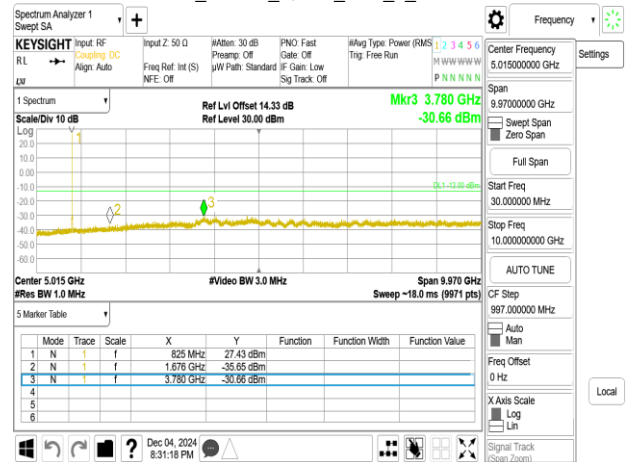 Spectrum Analyzer 1
Swept SA
Frequency
KEYSIGHT
RL
Input: RF
Coupling: DC
Align: Auto
Input Z: 50 Ω
Freq Ref: Int (S)
NFE: Off
#Atten: 30 dB
Preamp: Off
µW Path: Standard
PNO: Fast
Gate: Off
IF Gain: Low
Sig Track: Off
#Avg Type: Power (RMS
Trig: Free Run
1 2 3 4 5 6
M W W W W W
P N N N N N
Settings
Center Frequency
5.015000000 GHz
Span
9.97000000 GHz
Swept Span
Zero Span
Full Span
Start Freq
30.000000 MHz
Stop Freq
10.000000000 GHz
AUTO TUNE
CF Step
997.000000 MHz
Auto
Man
Freq Offset
0 Hz
X Axis Scale
Log
Lin
Signal Track
(Span Zoom)
Local
1 Spectrum
Scale/Div 10 dB
Ref Lvl Offset 14.33 dB
Ref Level 30.00 dBm
Mkr3 3.780 GHz
-30.66 dBm
Log
20.0
10.0
0.00
-10.0
-20.0
-30.0
-40.0
-50.0
-60.0
1
2
3
DL1 -13.00 dBm
Center 5.015 GHz
#Res BW 1.0 MHz
#Video BW 3.0 MHz
Span 9.970 GHz
Sweep ~18.0 ms (9971 pts)
5 Marker Table
Mode Trace Scale X Y Function Function Width Function Value
1 N 1 f 825 MHz 27.43 dBm
2 N 1 f 1.676 GHz -35.65 dBm
3 N 1 f 3.780 GHz -30.66 dBm
4
5
6
?
Dec 04, 2024
8:31:18 PM